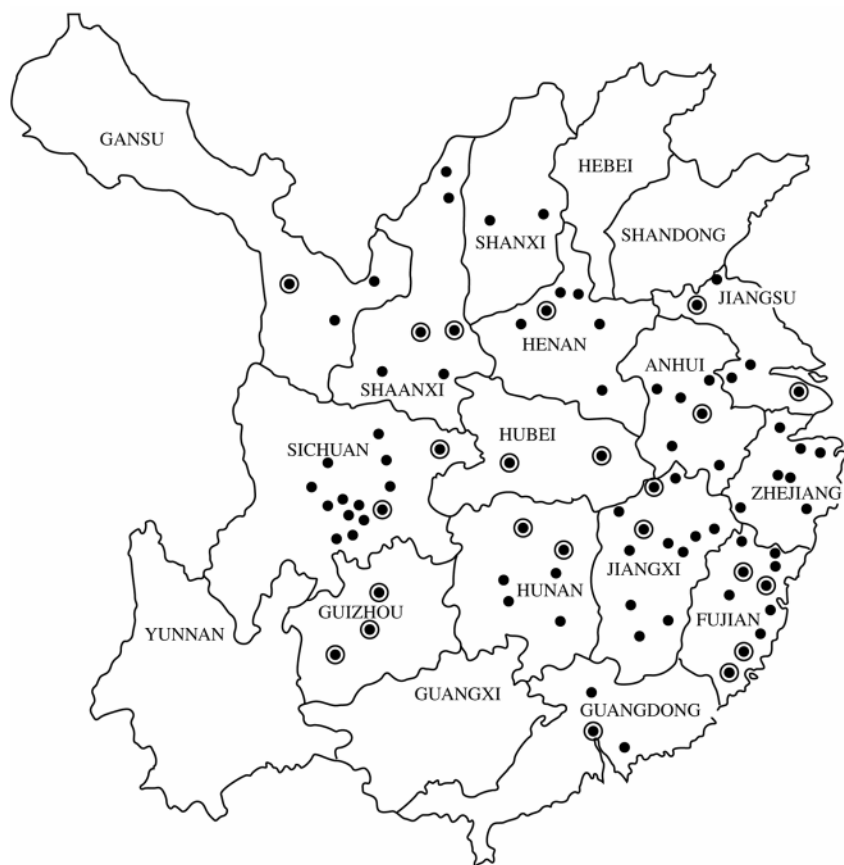 GANSU
HEBEI
SHANXI
SHANDONG
JIANGSU
HENAN
ANHUI
SHAANXI
HUBEI
SICHUAN
ZHEJIANG
JIANGXI
HUNAN
GUIZHOU
FUJIAN
YUNNAN
GUANGXI
GUANGDONG